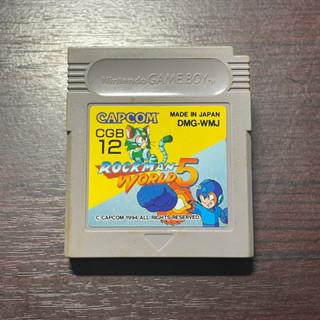 Nintendo GAME BOY
CAPCOM
MADE IN JAPAN
DMG-WMJ
CGB
12
ROCKMAN
WORLD 5
© CAPCOM 1994 ALL RIGHTS RESERVED.